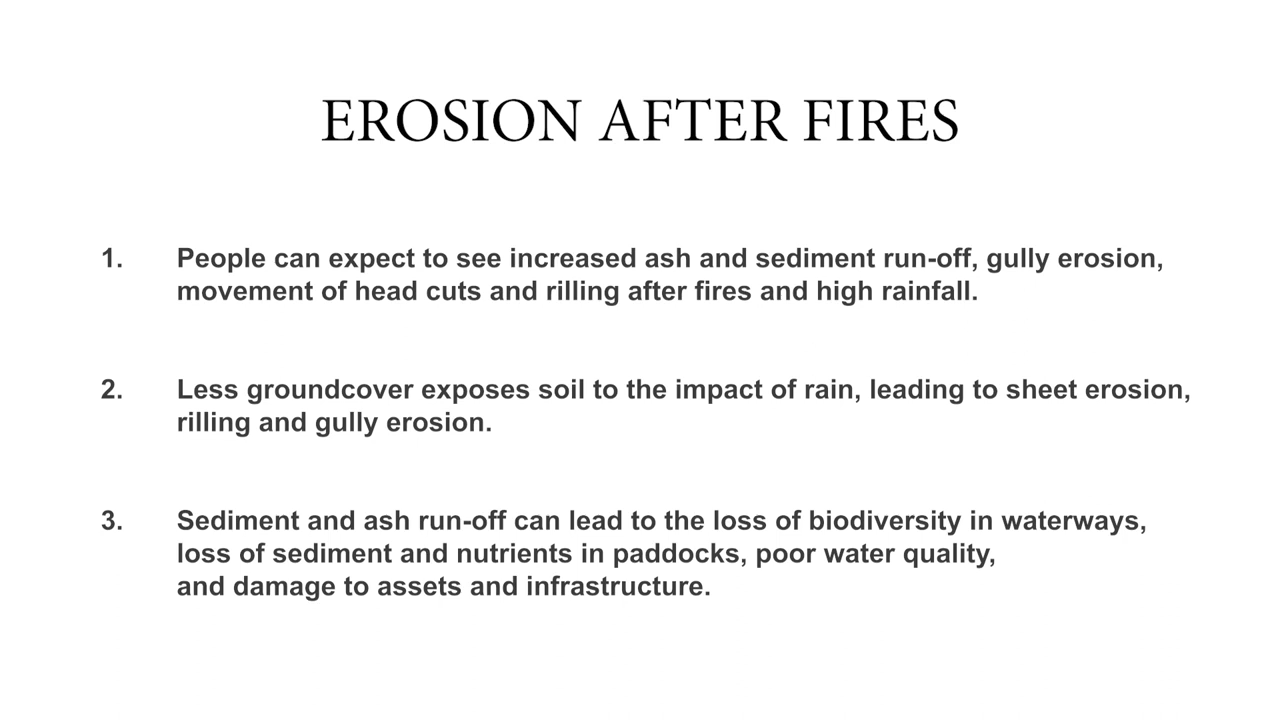 EROSION AFTER FIRES
1. People can expect to see increased ash and sediment run-off, gully erosion,
movement of head cuts and rilling after fires and high rainfall.
2. Less groundcover exposes soil to the impact of rain, leading to sheet erosion,
rilling and gully erosion.
3. Sediment and ash run-off can lead to the loss of biodiversity in waterways,
loss of sediment and nutrients in paddocks, poor water quality,
and damage to assets and infrastructure.